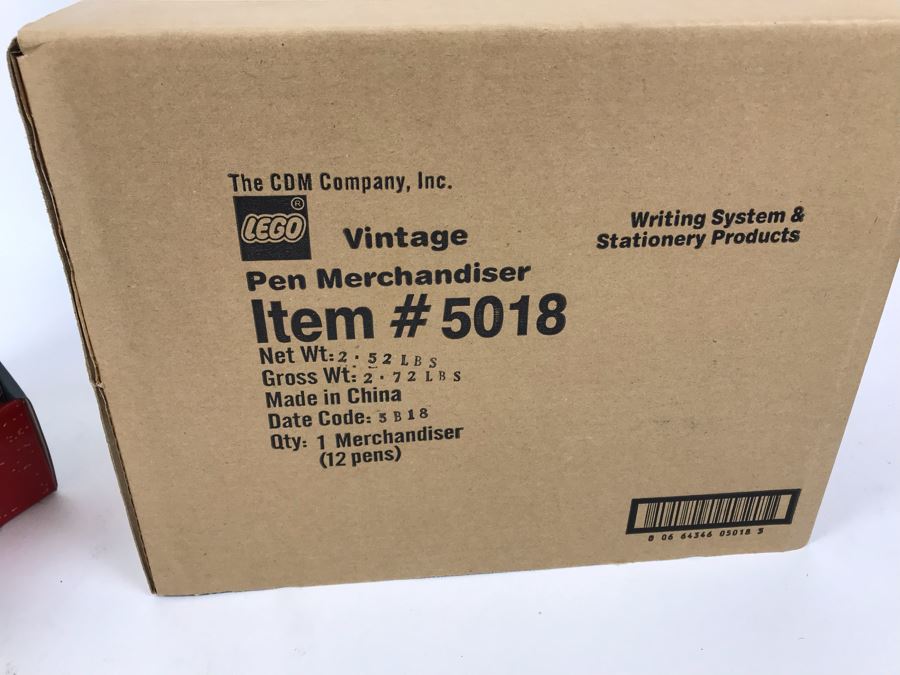 The CDM Company, Inc.
LEGO ® Vintage
Writing System &
Stationery Products
Pen Merchandiser
Item # 5018
Net Wt: 2.52 LBS
Gross Wt: 2.72 LBS
Made in China
Date Code: 5B18
Qty: 1 Merchandiser
(12 pens)
8 06 64346 05018 3